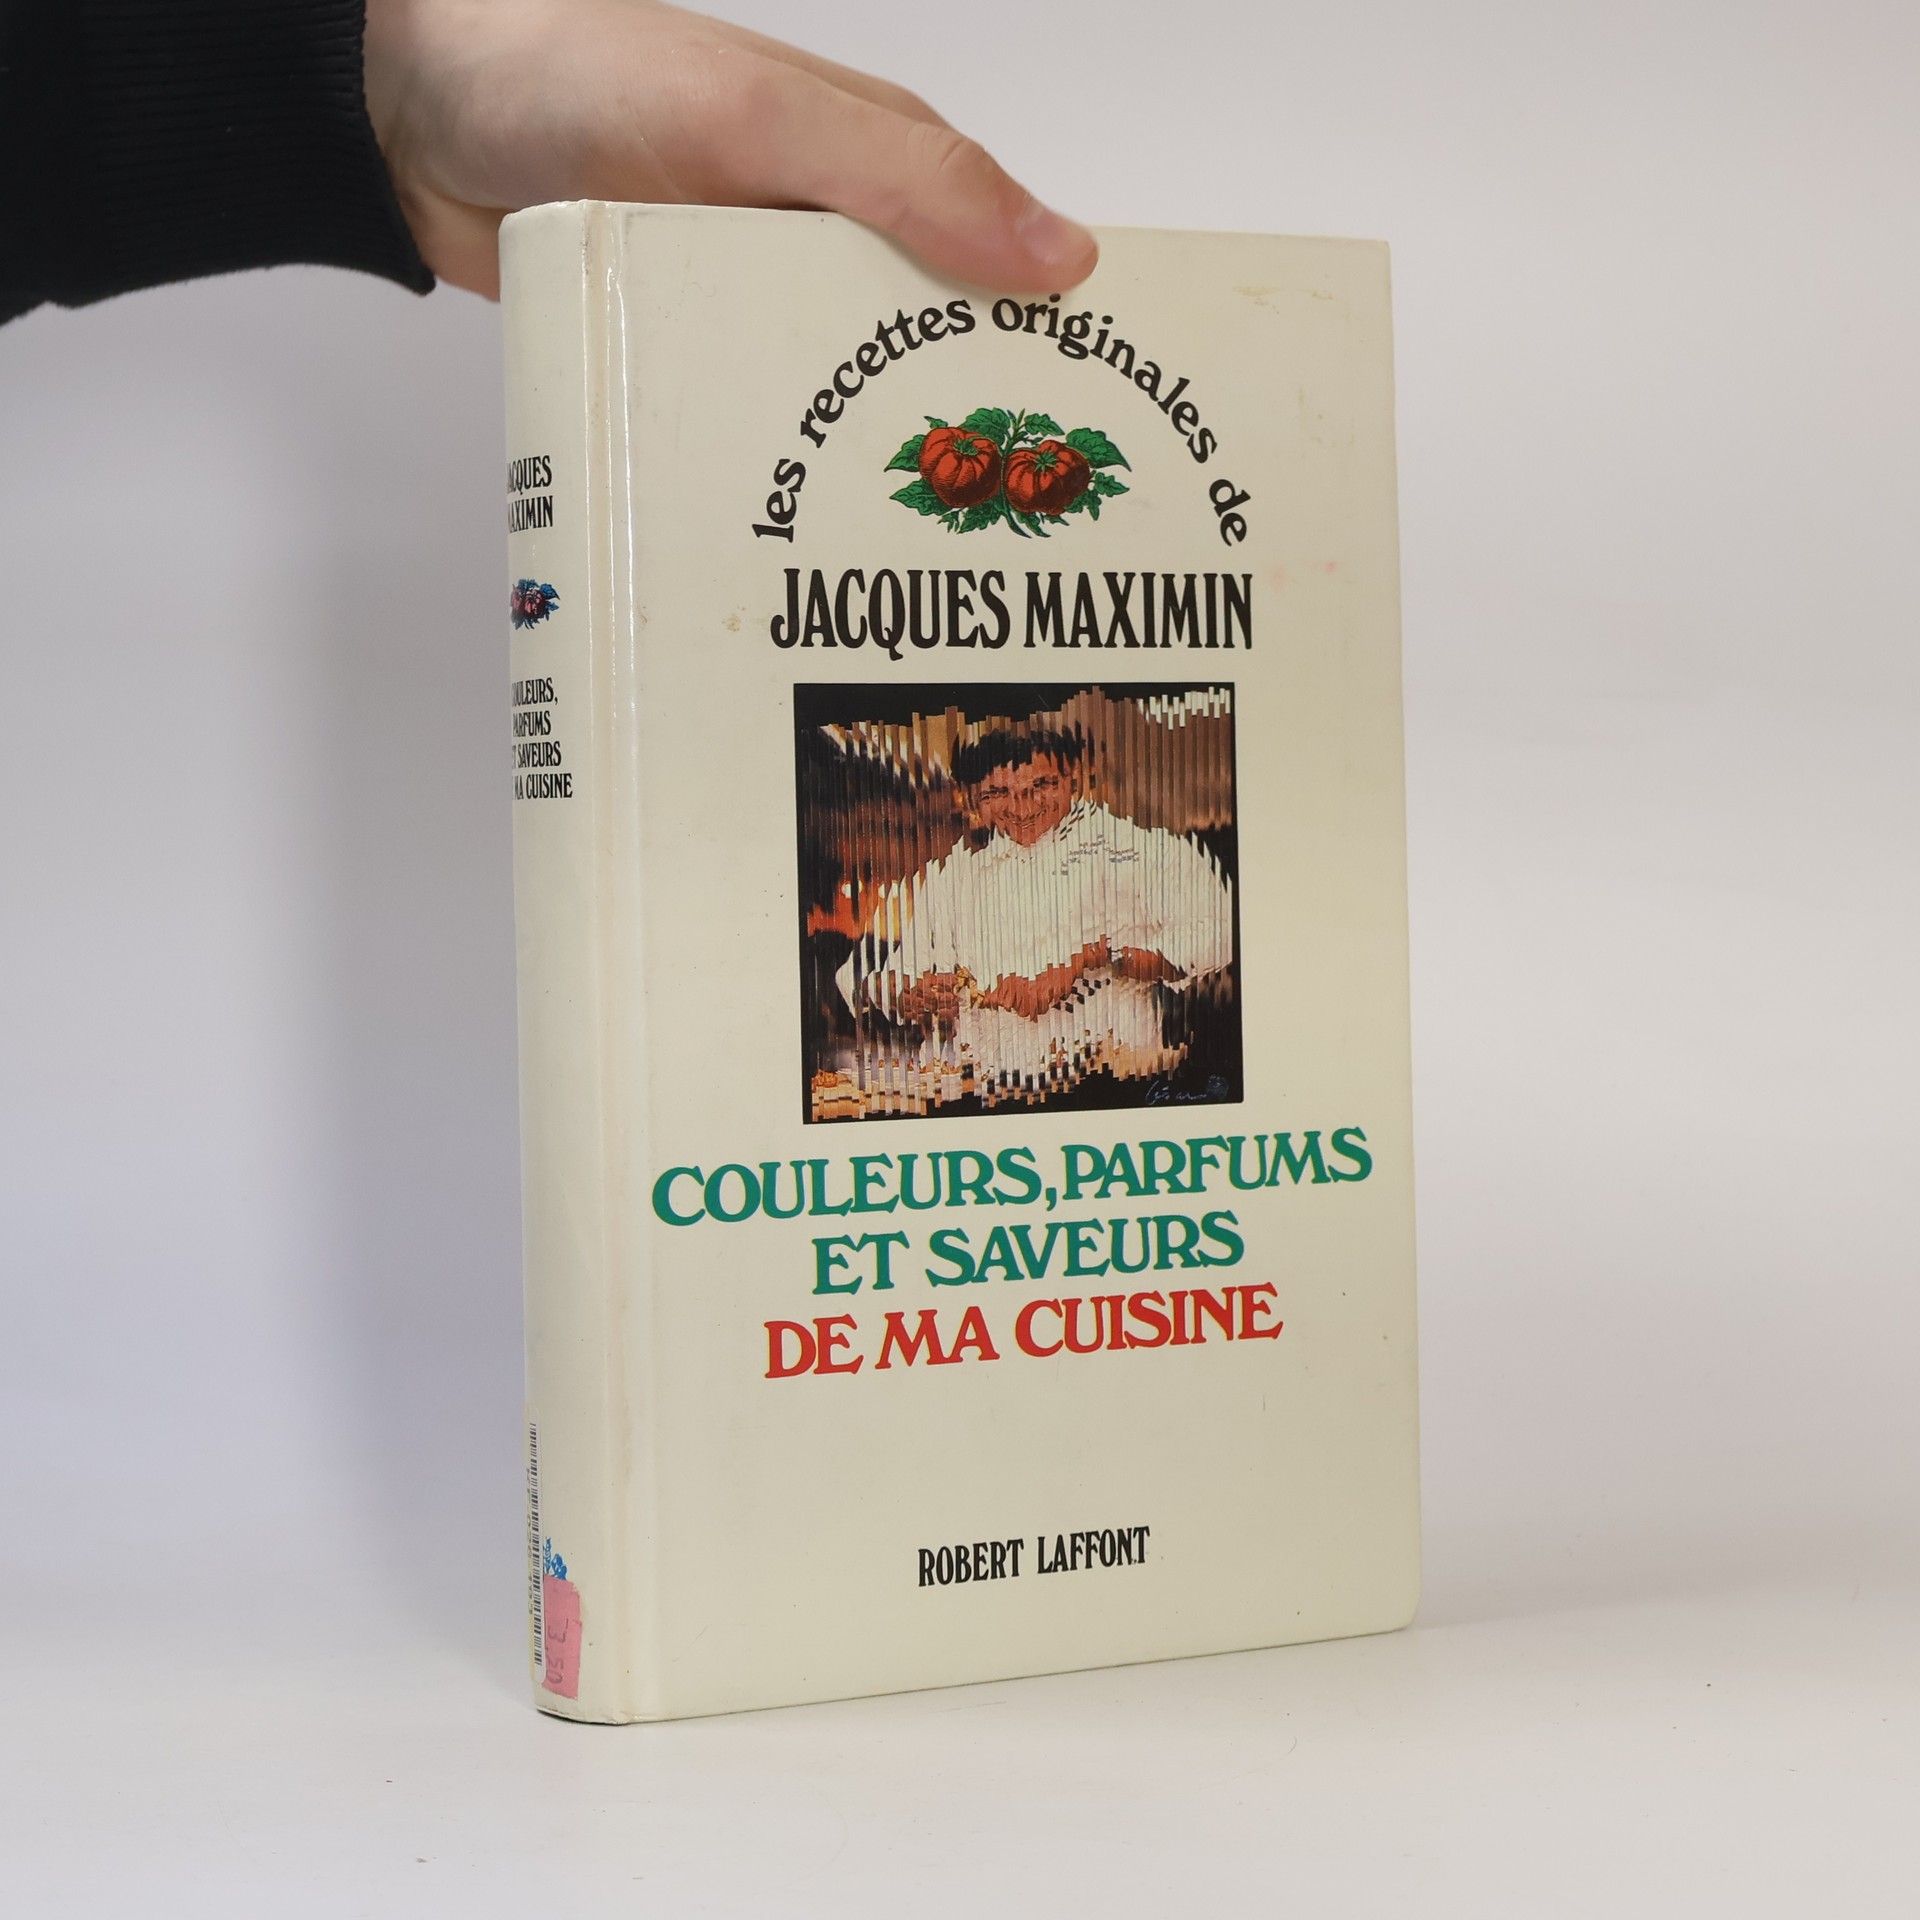 les recettes originales de
JACQUES MAXIMIN
COULEURS, PARFUMS
ET SAVEURS
DE MA CUISINE
ROBERT LAFFONT
JACQUES
MAXIMIN
COULEURS,
PARFUMS
ET SAVEURS
MA CUISINE